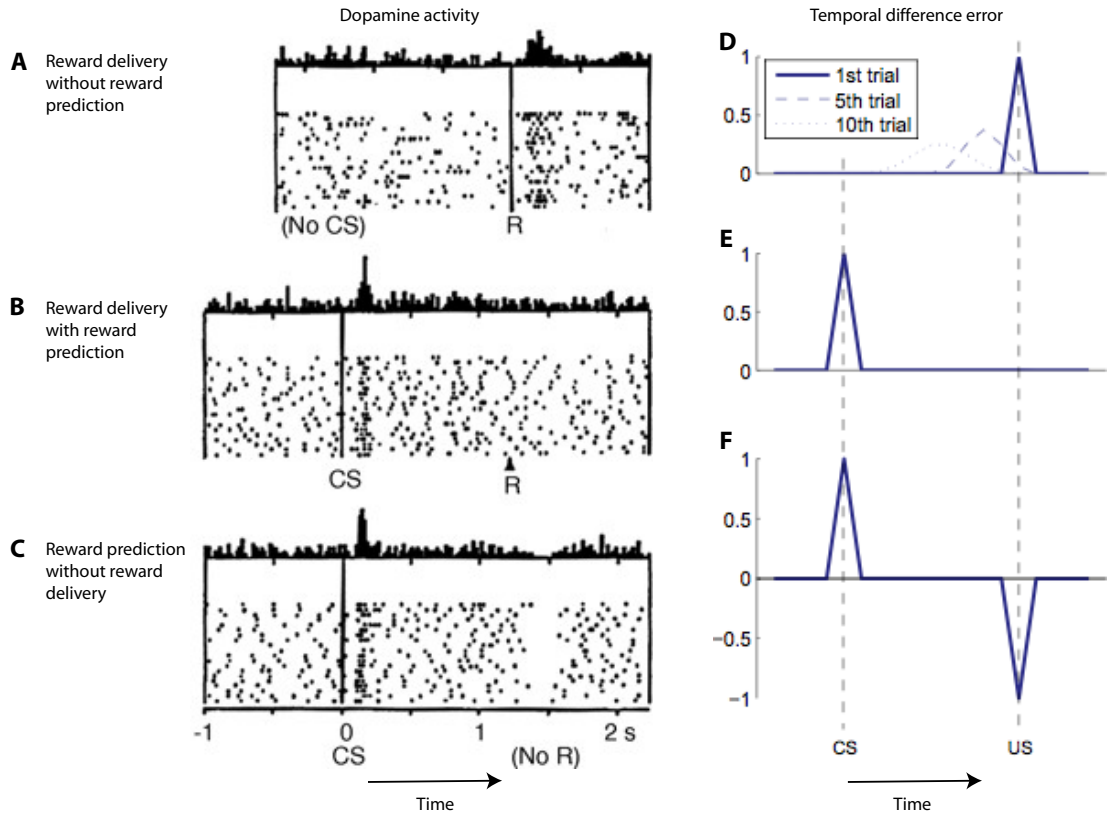 Dopamine activity
Temporal difference error
A
Reward delivery
without reward
prediction
(No CS)
R
B
Reward delivery
with reward
prediction
CS
R
C
Reward prediction
without reward
delivery
-1
0
1
2 s
CS
(No R)
Time
D
1
0.5
0
1st trial
5th trial
10th trial
E
1
0.5
0
F
1
0.5
0
−0.5
−1
CS
US
Time